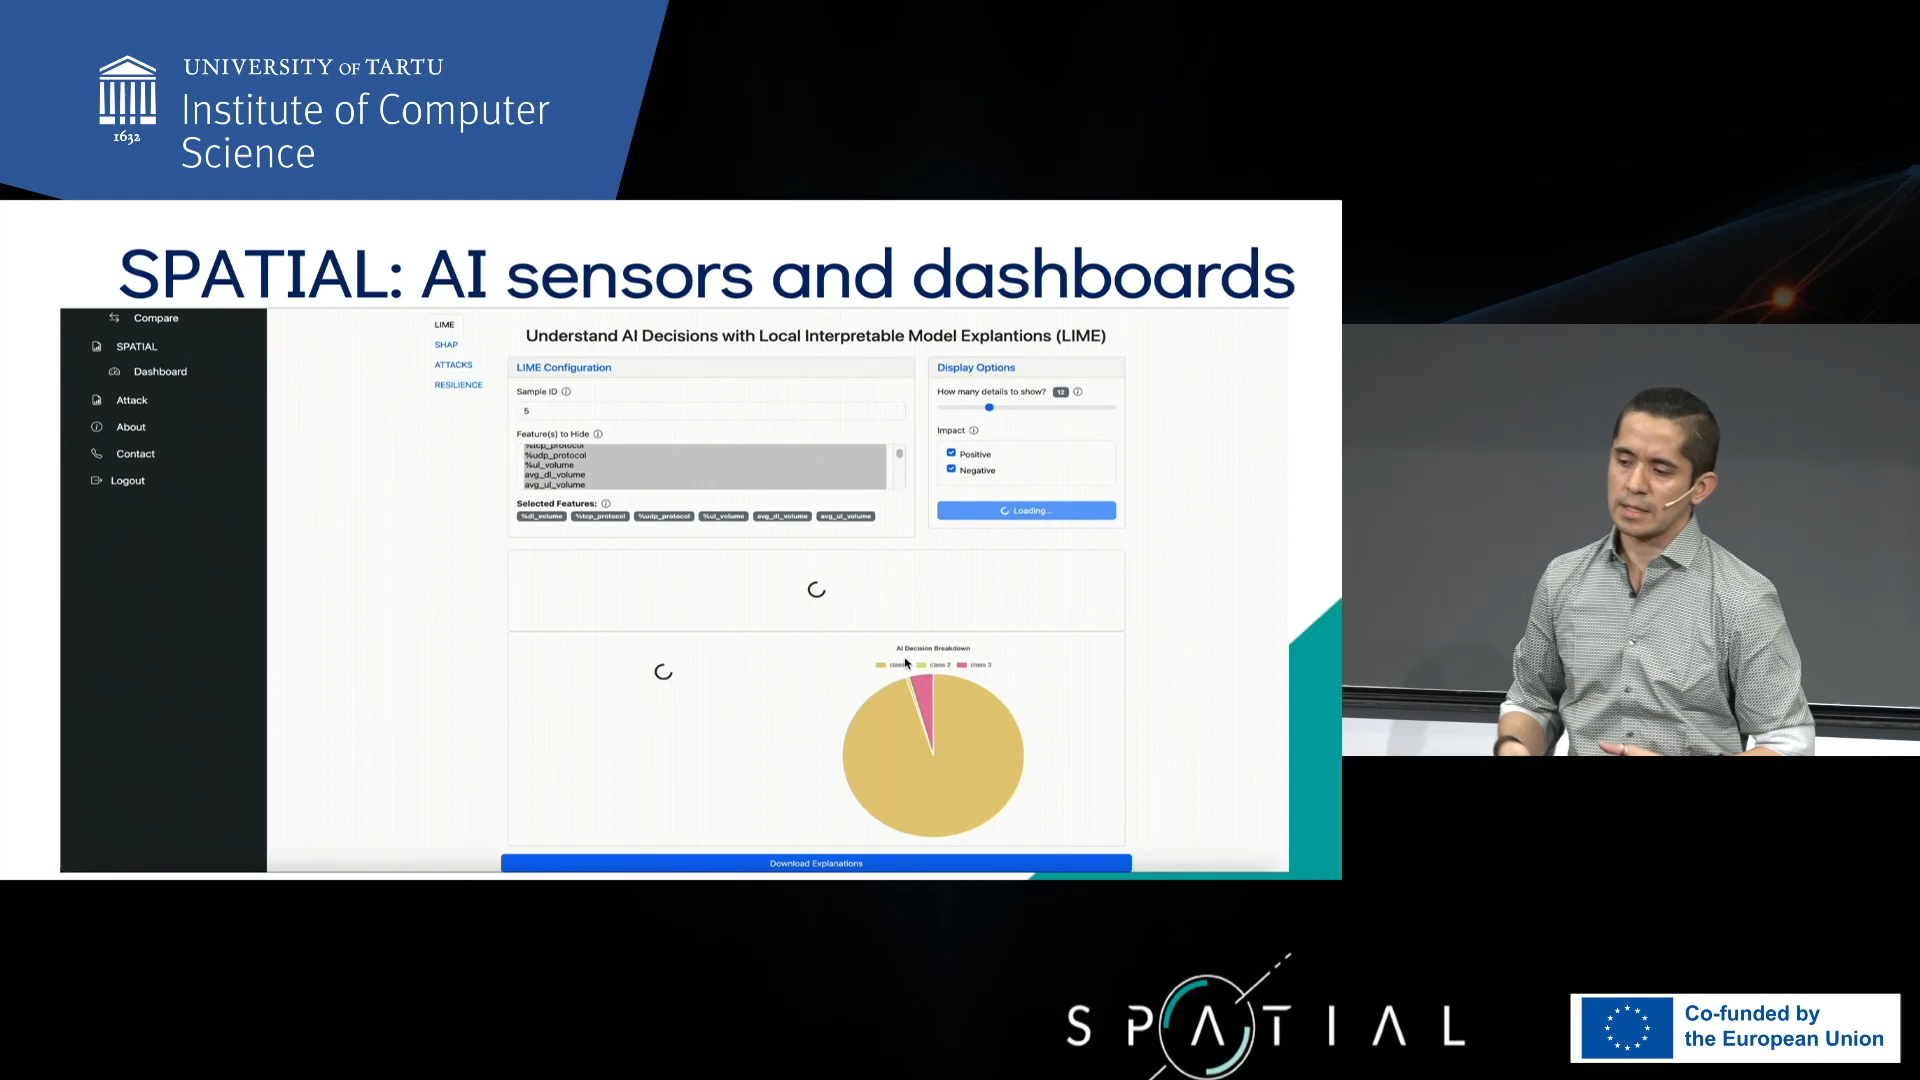 UNIVERSITY OF TARTU
Institute of Computer
Science
1632
SPATIAL: AI sensors and dashboards
Compare
SPATIAL
Dashboard
Attack
About
Contact
Logout
LIME
SHAP
ATTACKS
RESILIENCE
Understand AI Decisions with Local Interpretable Model Explantions (LIME)
LIME Configuration
Sample ID
5
Feature(s) to Hide
%tcp_protocol
%udp_protocol
%ul_volume
avg_dl_volume
avg_ul_volume
Selected Features:
%dl_volume %tcp_protocol %udp_protocol %ul_volume avg_dl_volume avg_ul_volume
Display Options
How many details to show? 12
Impact
Positive
Negative
Loading...
AI Decision Breakdown
class 2 class 3
Download Explanations
SPATIAL
Co-funded by
the European Union